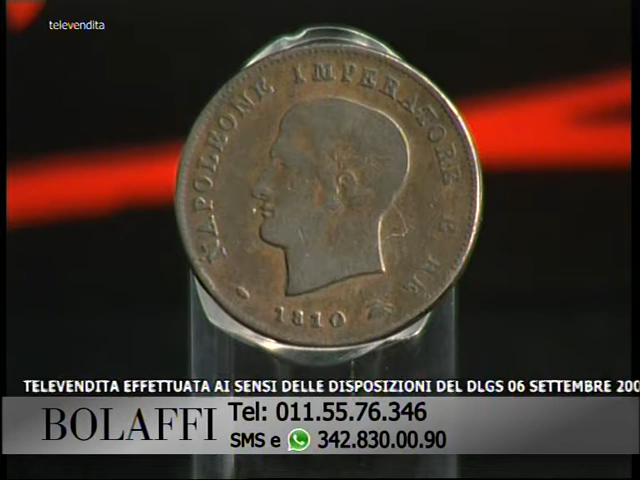 televendita
NAPOLEONE IMPERATORE E RE
1810
TELEVENDITA EFFETTUATA AI SENSI DELLE DISPOSIZIONI DEL DLGS 06 SETTEMBRE 200
BOLAFFI
Tel: 011.55.76.346
SMS e 342.830.00.90